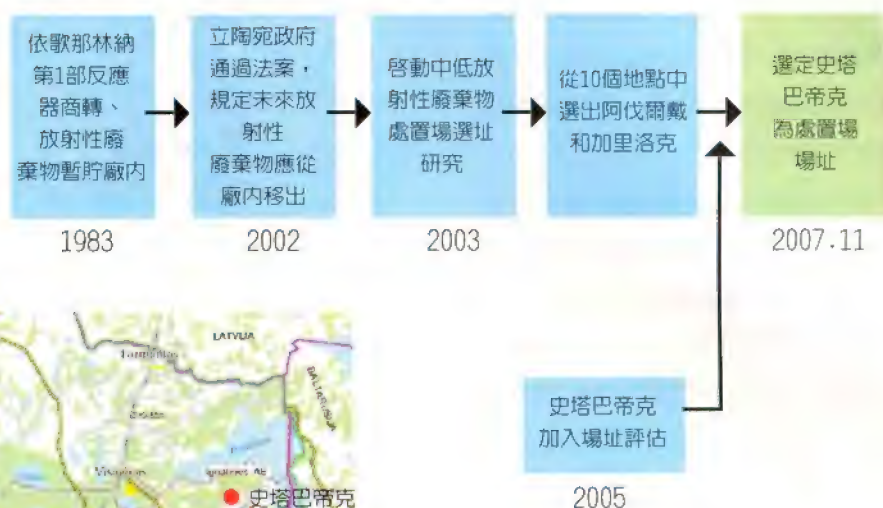 依歌那林納
第1部反應
器商轉、
放射性廢
棄物暫貯廠內
1983
立陶宛政府
通過法案，
規定未來放
射性
廢棄物應從
廠內移出
2002
啓動中低放
射性廢棄物
處置場選址
研究
2003
從10個地點中
選出阿伐爾戴
和加里洛克
選定史塔
巴帝克
為處置場
場址
2007.11
史塔巴帝克
加入場址評估
2005
LATVIJA
BALTARUSIJA
Visaginas
史塔巴帝克